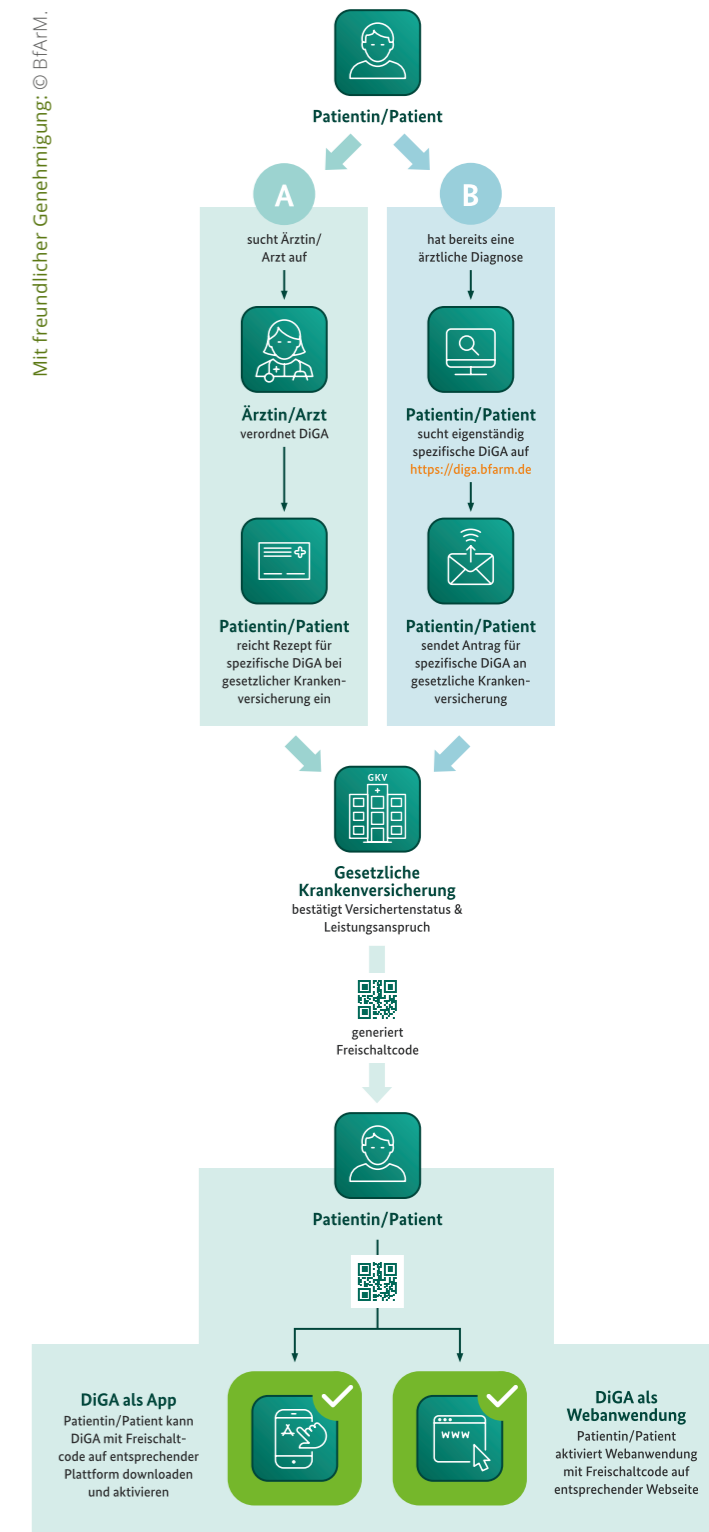 Mit freundlicher Genehmigung: © BfArM.
Patientin/Patient
A
sucht Ärztin/
Arzt auf
Ärztin/Arzt
verordnet DiGA
Patientin/Patient
reicht Rezept für
spezifische DiGA bei
gesetzlicher Kranken-
versicherung ein
B
hat bereits eine
ärztliche Diagnose
Patientin/Patient
sucht eigenständig
spezifische DiGA auf
https://diga.bfarm.de
Patientin/Patient
sendet Antrag für
spezifische DiGA an
gesetzliche Kranken-
versicherung
GKV
Gesetzliche
Krankenversicherung
bestätigt Versichertenstatus &
Leistungsanspruch
generiert
Freischaltcode
Patientin/Patient
DiGA als App
Patientin/Patient kann
DiGA mit Freischalt-
code auf entsprechender
Plattform downloaden
und aktivieren
A
www
DiGA als
Webanwendung
Patientin/Patient
aktiviert Webanwendung
mit Freischaltcode auf
entsprechender Webseite